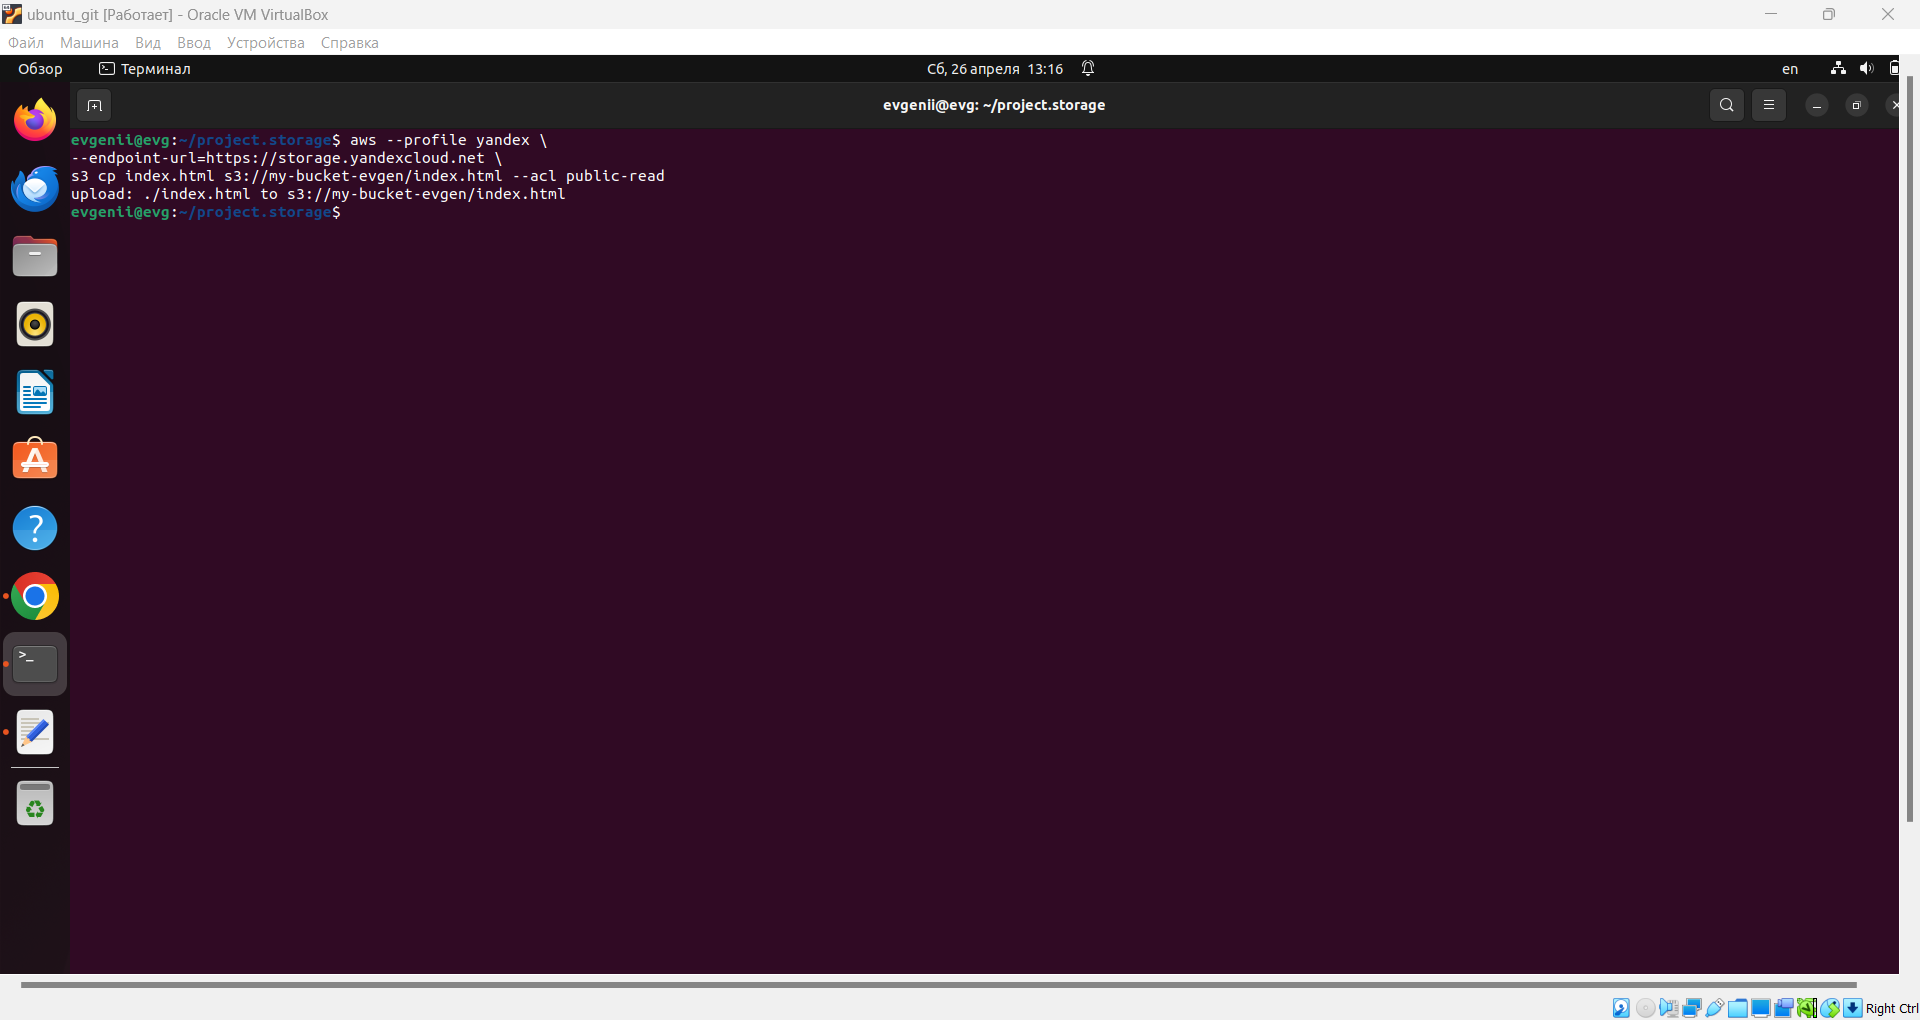 ubuntu_git [Работает] - Oracle VM VirtualBox
Файл Машина Вид Ввод Устройства Справка
Обзор Терминал Сб, 26 апреля 13:16 en
evgenii@evg: ~/project.storage
evgenii@evg:~/project.storage$ aws --profile yandex \
--endpoint-url=https://storage.yandexcloud.net \
s3 cp index.html s3://my-bucket-evgen/index.html --acl public-read
upload: ./index.html to s3://my-bucket-evgen/index.html
evgenii@evg:~/project.storage$
Right Ctrl